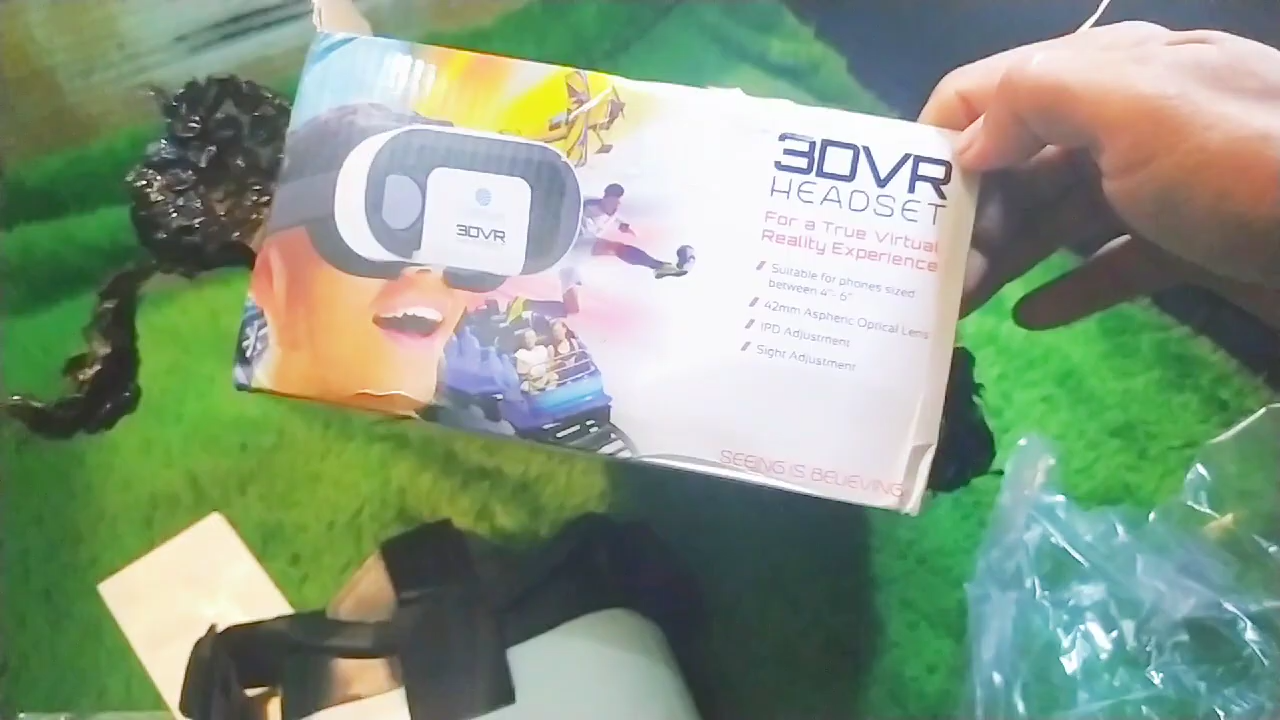 3DVR
HEADSET
For a True Virtual
Reality Experience
Suitable for phones sized
between 4"- 6"
42mm Aspheric Optical Lens
IPD Adjustment
Sight Adjustment
SEEING IS BELIEVING
3DVR